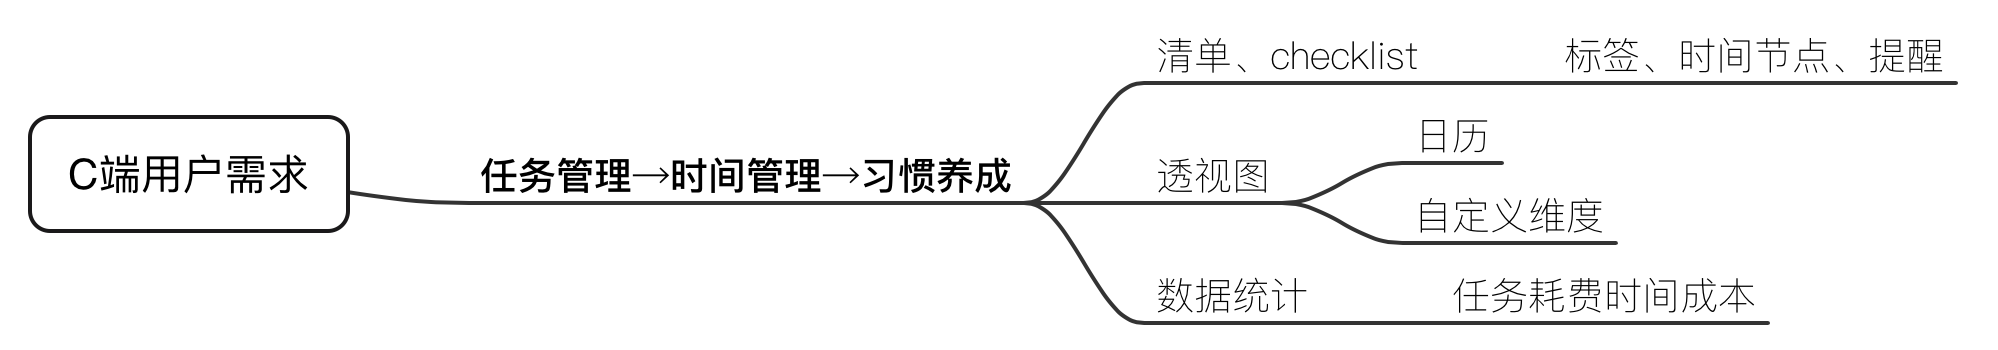 C端用户需求
任务管理→时间管理→习惯养成
清单、checklist
标签、时间节点、提醒
透视图
日历
自定义维度
数据统计
任务耗费时间成本